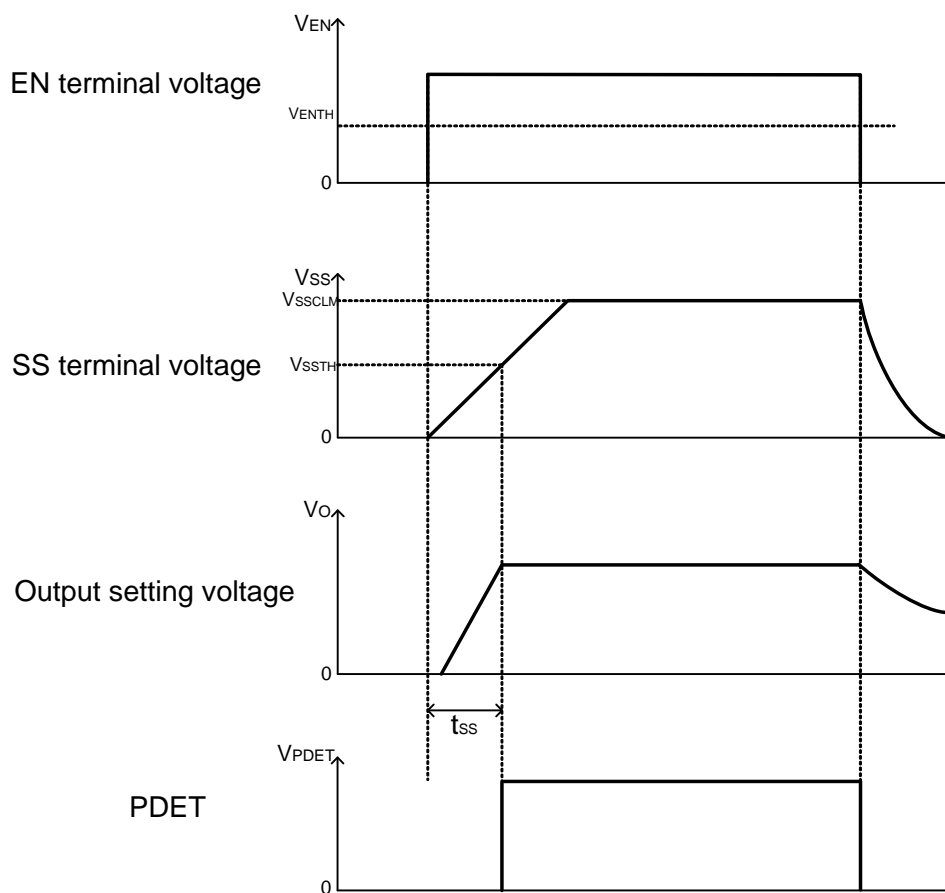 VEN
EN terminal voltage
VENTH
0
VSS
VSSCLM
SS terminal voltage
VSSTH
0
VO
Output setting voltage
0
tss
VPDET
PDET
0